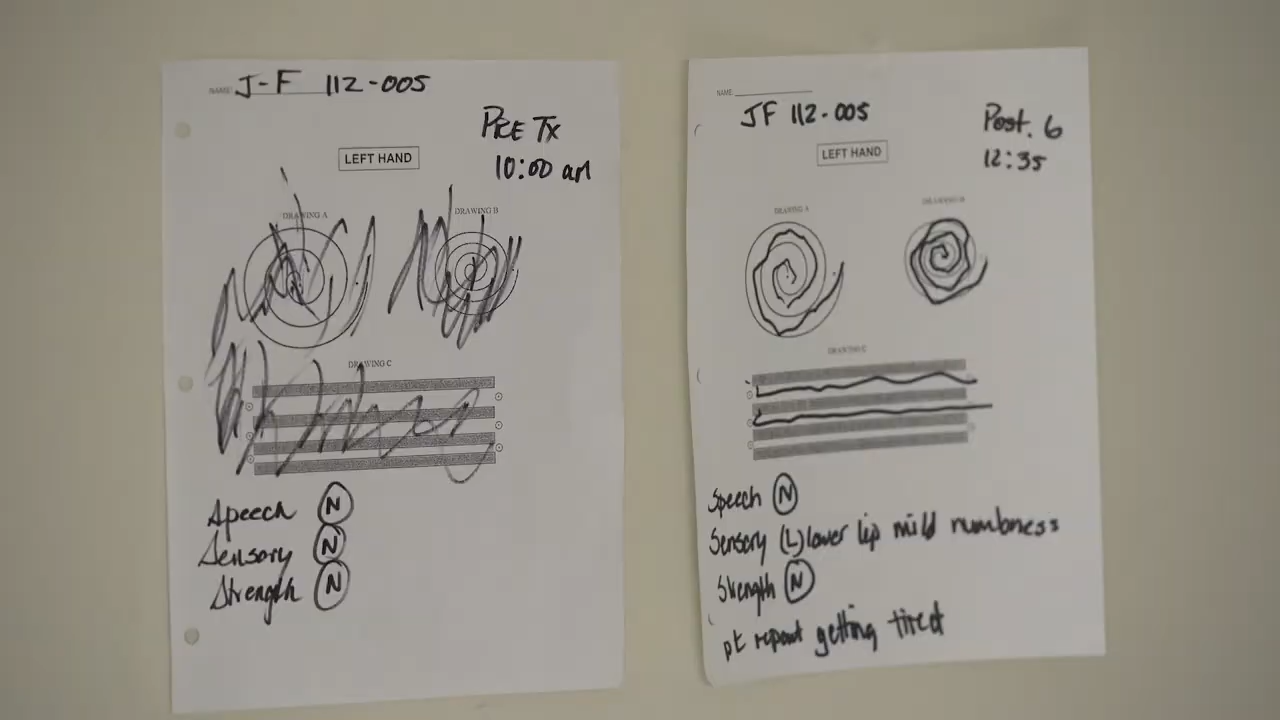 NAME: J-F 112-005
PRE TX
10:00 am
LEFT HAND
DRAWING A
DRAWING B
DRAWING C
Speech N
Sensory N
Strength N
NAME:
JF 112-005
Post. 6
12:35
LEFT HAND
DRAWING A
DRAWING B
DRAWING C
Speech N
Sensory (L) lower lip mild numbness
Strength N
pt report getting tired